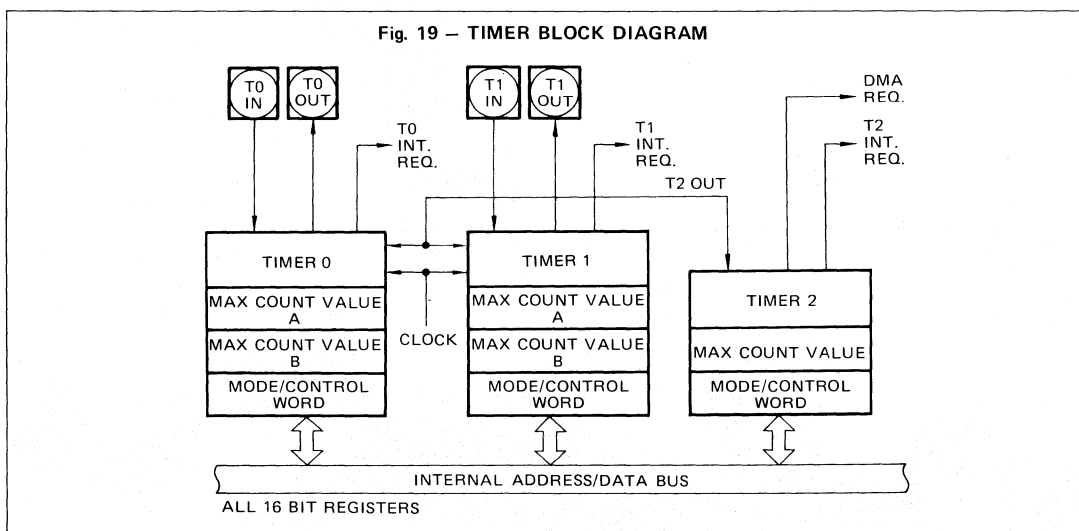 Fig. 19 — TIMER BLOCK DIAGRAM
T0
IN
T0
OUT
T1
IN
T1
OUT
DMA
REQ.
T0
INT.
REQ.
T1
INT.
REQ.
T2
INT.
REQ.
T2 OUT
TIMER 0
MAX COUNT VALUE
A
MAX COUNT VALUE
B
MODE/CONTROL
WORD
CLOCK
TIMER 1
MAX COUNT VALUE
A
MAX COUNT VALUE
B
MODE/CONTROL
WORD
TIMER 2
MAX COUNT VALUE
MODE/CONTROL
WORD
INTERNAL ADDRESS/DATA BUS
ALL 16 BIT REGISTERS